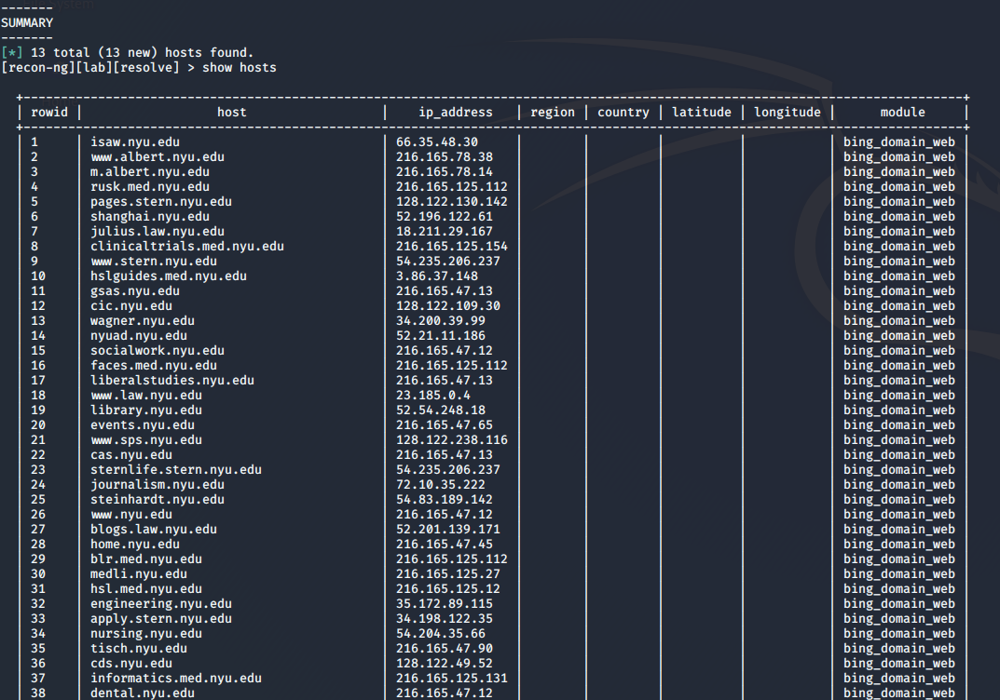 -------
SUMMARY
-------
[*] 13 total (13 new) hosts found.
[recon-ng][lab][resolve] > show hosts
| rowid | host | ip_address | region | country | latitude | longitude | module |
| 1 | isaw.nyu.edu | 66.35.48.30 | | | | | bing_domain_web |
| 2 | www.albert.nyu.edu | 216.165.78.38 | | | | | bing_domain_web |
| 3 | m.albert.nyu.edu | 216.165.78.14 | | | | | bing_domain_web |
| 4 | rusk.med.nyu.edu | 216.165.125.112 | | | | | bing_domain_web |
| 5 | pages.stern.nyu.edu | 128.122.130.142 | | | | | bing_domain_web |
| 6 | shanghai.nyu.edu | 52.196.122.61 | | | | | bing_domain_web |
| 7 | julius.law.nyu.edu | 18.211.29.167 | | | | | bing_domain_web |
| 8 | clinicaltrials.med.nyu.edu | 216.165.125.154 | | | | | bing_domain_web |
| 9 | www.stern.nyu.edu | 54.235.206.237 | | | | | bing_domain_web |
| 10 | hslguides.med.nyu.edu | 3.86.37.148 | | | | | bing_domain_web |
| 11 | gsas.nyu.edu | 216.165.47.13 | | | | | bing_domain_web |
| 12 | cic.nyu.edu | 128.122.109.30 | | | | | bing_domain_web |
| 13 | wagner.nyu.edu | 34.200.39.99 | | | | | bing_domain_web |
| 14 | nyuad.nyu.edu | 52.21.11.186 | | | | | bing_domain_web |
| 15 | socialwork.nyu.edu | 216.165.47.12 | | | | | bing_domain_web |
| 16 | faces.med.nyu.edu | 216.165.125.112 | | | | | bing_domain_web |
| 17 | liberalstudies.nyu.edu | 216.165.47.13 | | | | | bing_domain_web |
| 18 | www.law.nyu.edu | 23.185.0.4 | | | | | bing_domain_web |
| 19 | library.nyu.edu | 52.54.248.18 | | | | | bing_domain_web |
| 20 | events.nyu.edu | 216.165.47.65 | | | | | bing_domain_web |
| 21 | www.sps.nyu.edu | 128.122.238.116 | | | | | bing_domain_web |
| 22 | cas.nyu.edu | 216.165.47.13 | | | | | bing_domain_web |
| 23 | sternlife.stern.nyu.edu | 54.235.206.237 | | | | | bing_domain_web |
| 24 | journalism.nyu.edu | 72.10.35.222 | | | | | bing_domain_web |
| 25 | steinhardt.nyu.edu | 54.83.189.142 | | | | | bing_domain_web |
| 26 | www.nyu.edu | 216.165.47.12 | | | | | bing_domain_web |
| 27 | blogs.law.nyu.edu | 52.201.139.171 | | | | | bing_domain_web |
| 28 | home.nyu.edu | 216.165.47.45 | | | | | bing_domain_web |
| 29 | blr.med.nyu.edu | 216.165.125.112 | | | | | bing_domain_web |
| 30 | medli.nyu.edu | 216.165.125.27 | | | | | bing_domain_web |
| 31 | hsl.med.nyu.edu | 216.165.125.12 | | | | | bing_domain_web |
| 32 | engineering.nyu.edu | 35.172.89.115 | | | | | bing_domain_web |
| 33 | apply.stern.nyu.edu | 34.198.122.35 | | | | | bing_domain_web |
| 34 | nursing.nyu.edu | 54.204.35.66 | | | | | bing_domain_web |
| 35 | tisch.nyu.edu | 216.165.47.90 | | | | | bing_domain_web |
| 36 | cds.nyu.edu | 128.122.49.52 | | | | | bing_domain_web |
| 37 | informatics.med.nyu.edu | 216.165.125.131 | | | | | bing_domain_web |
| 38 | dental.nyu.edu | 216.165.47.12 | | | | | bing_domain_web |